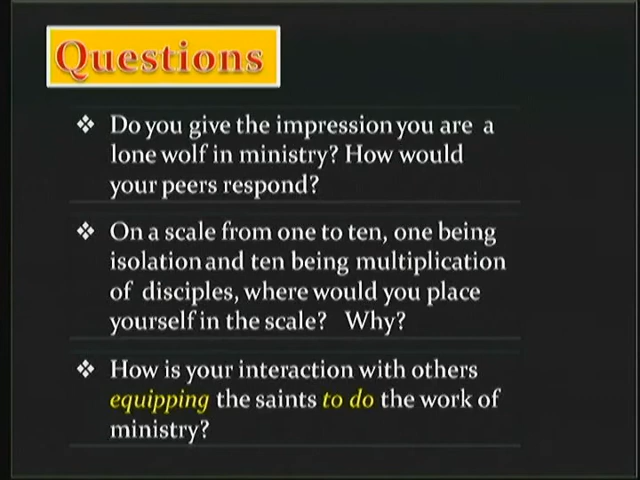 Questions
❖ Do you give the impression you are a
lone wolf in ministry? How would
your peers respond?
❖ On a scale from one to ten, one being
isolation and ten being multiplication
of disciples, where would you place
yourself in the scale? Why?
❖ How is your interaction with others
equipping the saints to do the work of
ministry?